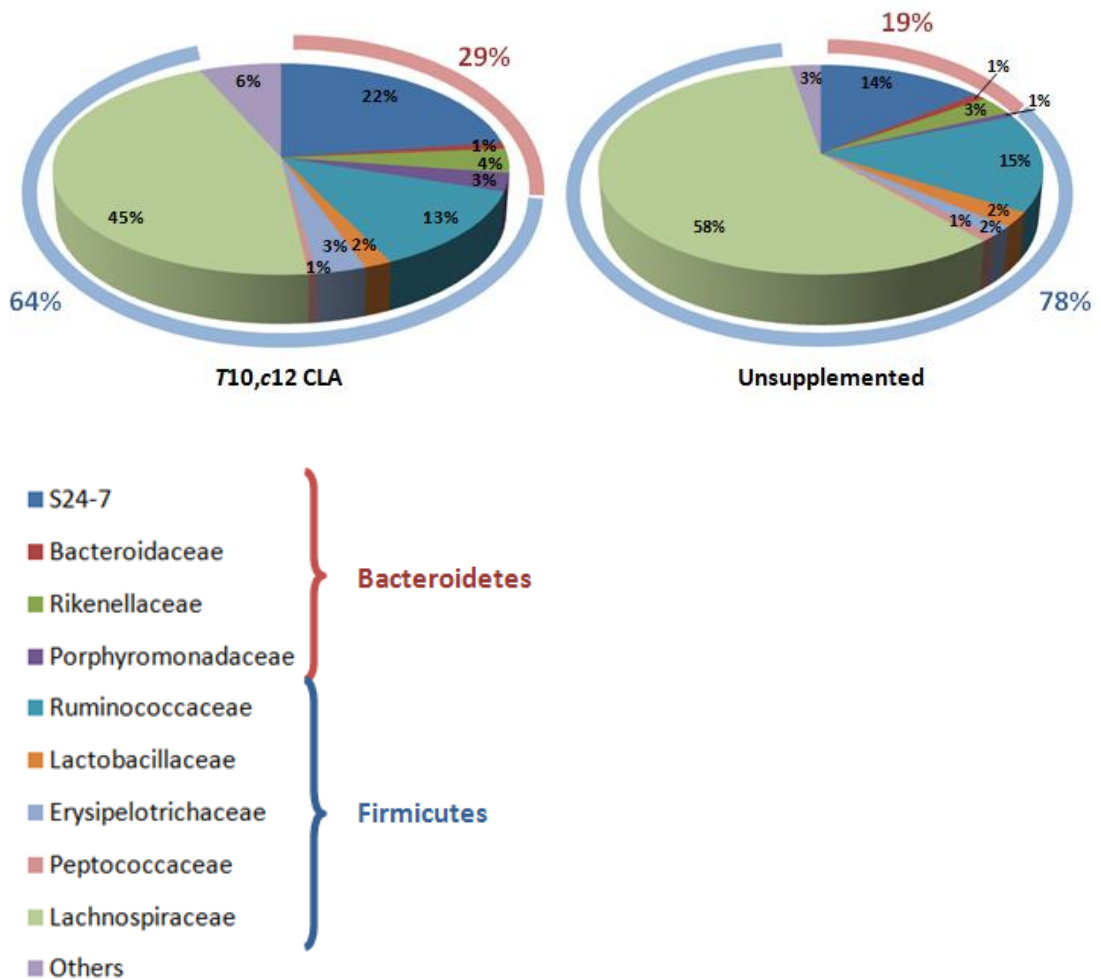 29%
6%
22%
1%
4%
3%
13%
2%
3%
1%
45%
64%
T10,c12 CLA
19%
3%
14%
1%
3%
1%
15%
2%
2%
1%
58%
78%
Unsupplemented
S24-7
Bacteroidaceae
Rikenellaceae
Porphyromonadaceae
Bacteroidetes
Ruminococcaceae
Lactobacillaceae
Erysipelotrichaceae
Peptococcaceae
Lachnospiraceae
Firmicutes
Others